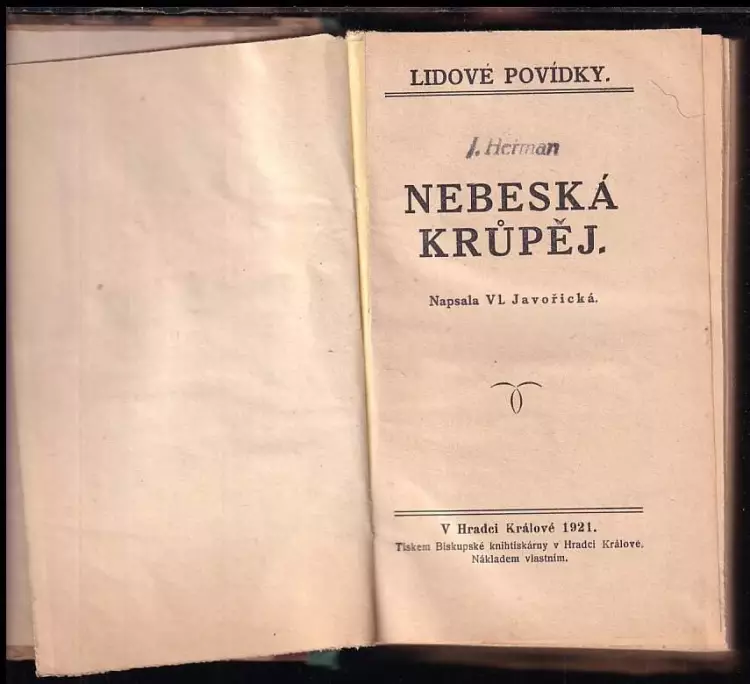 LIDOVÉ POVÍDKY.
J. Heřman
NEBESKÁ
KRŮPĚJ.
Napsala Vl. Javořická.
V Hradci Králové 1921.
Tiskem Biskupské knihtiskárny v Hradci Králové.
Nákladem vlastním.